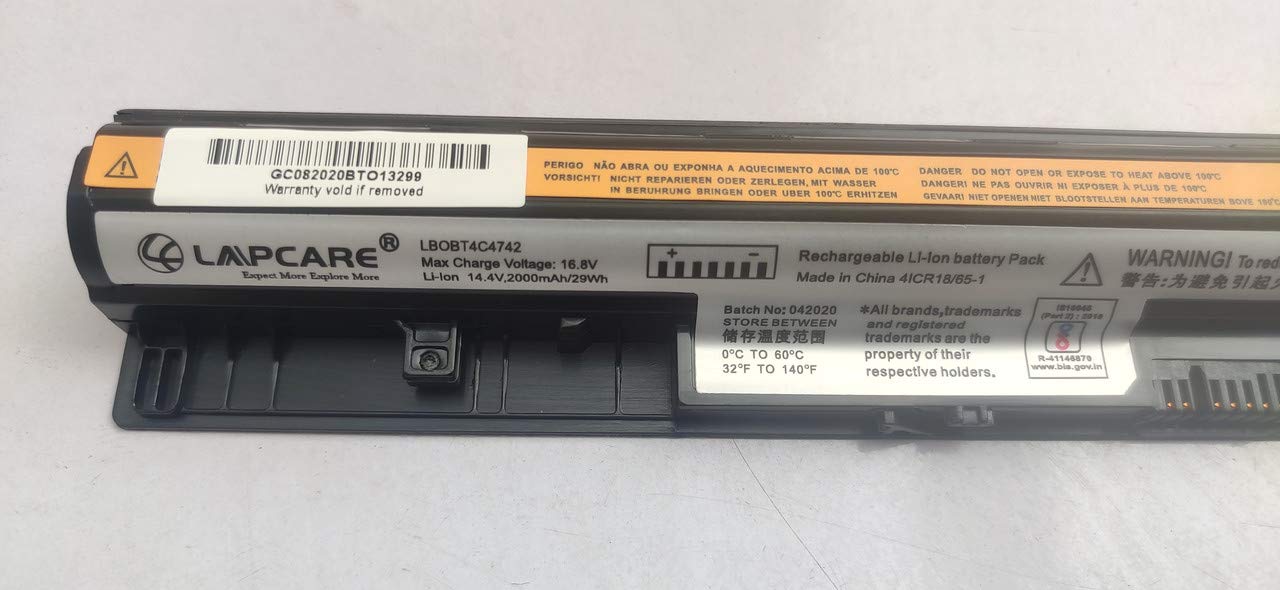 GC082020BTO13299
Warranty void if removed
PERIGO NÃO ABRA OU EXPONHA A AQUECIMENTO ACIMA DE 100°C
VORSICHT! NICHT REPARIEREN ODER ZERLEGEN, MIT WASSER
IN BERUHRUNG BRINGEN ODER UBER 100°C ERHITZEN
DANGER DO NOT OPEN OR EXPOSE TO HEAT ABOVE 100°C
DANGER! NE PAS OUVRIR NI EXPOSER À PLUS DE 100°C
GEVAAR! NIET OPENEN NIET BLOOTSTELLEN AAN TEMPERATUREN BOVE 100°C
LAPCARE®
Expect More Explore More
LBOBT4C4742
Max Charge Voltage: 16.8V
Li-Ion 14.4V,2000mAh/29Wh
+ −
Rechargeable LI-Ion battery Pack
Made in China 4ICR18/65-1
WARNING! To red
警告:为避免引起火
Batch No: 042020
STORE BETWEEN
储存温度范围
0°C TO 60°C
32°F TO 140°F
*All brands,trademarks
and registered
trademarks are the
property of their
respective holders.
IS16046
(Part 2) : 2018
R-41146870
www.bis.gov.in